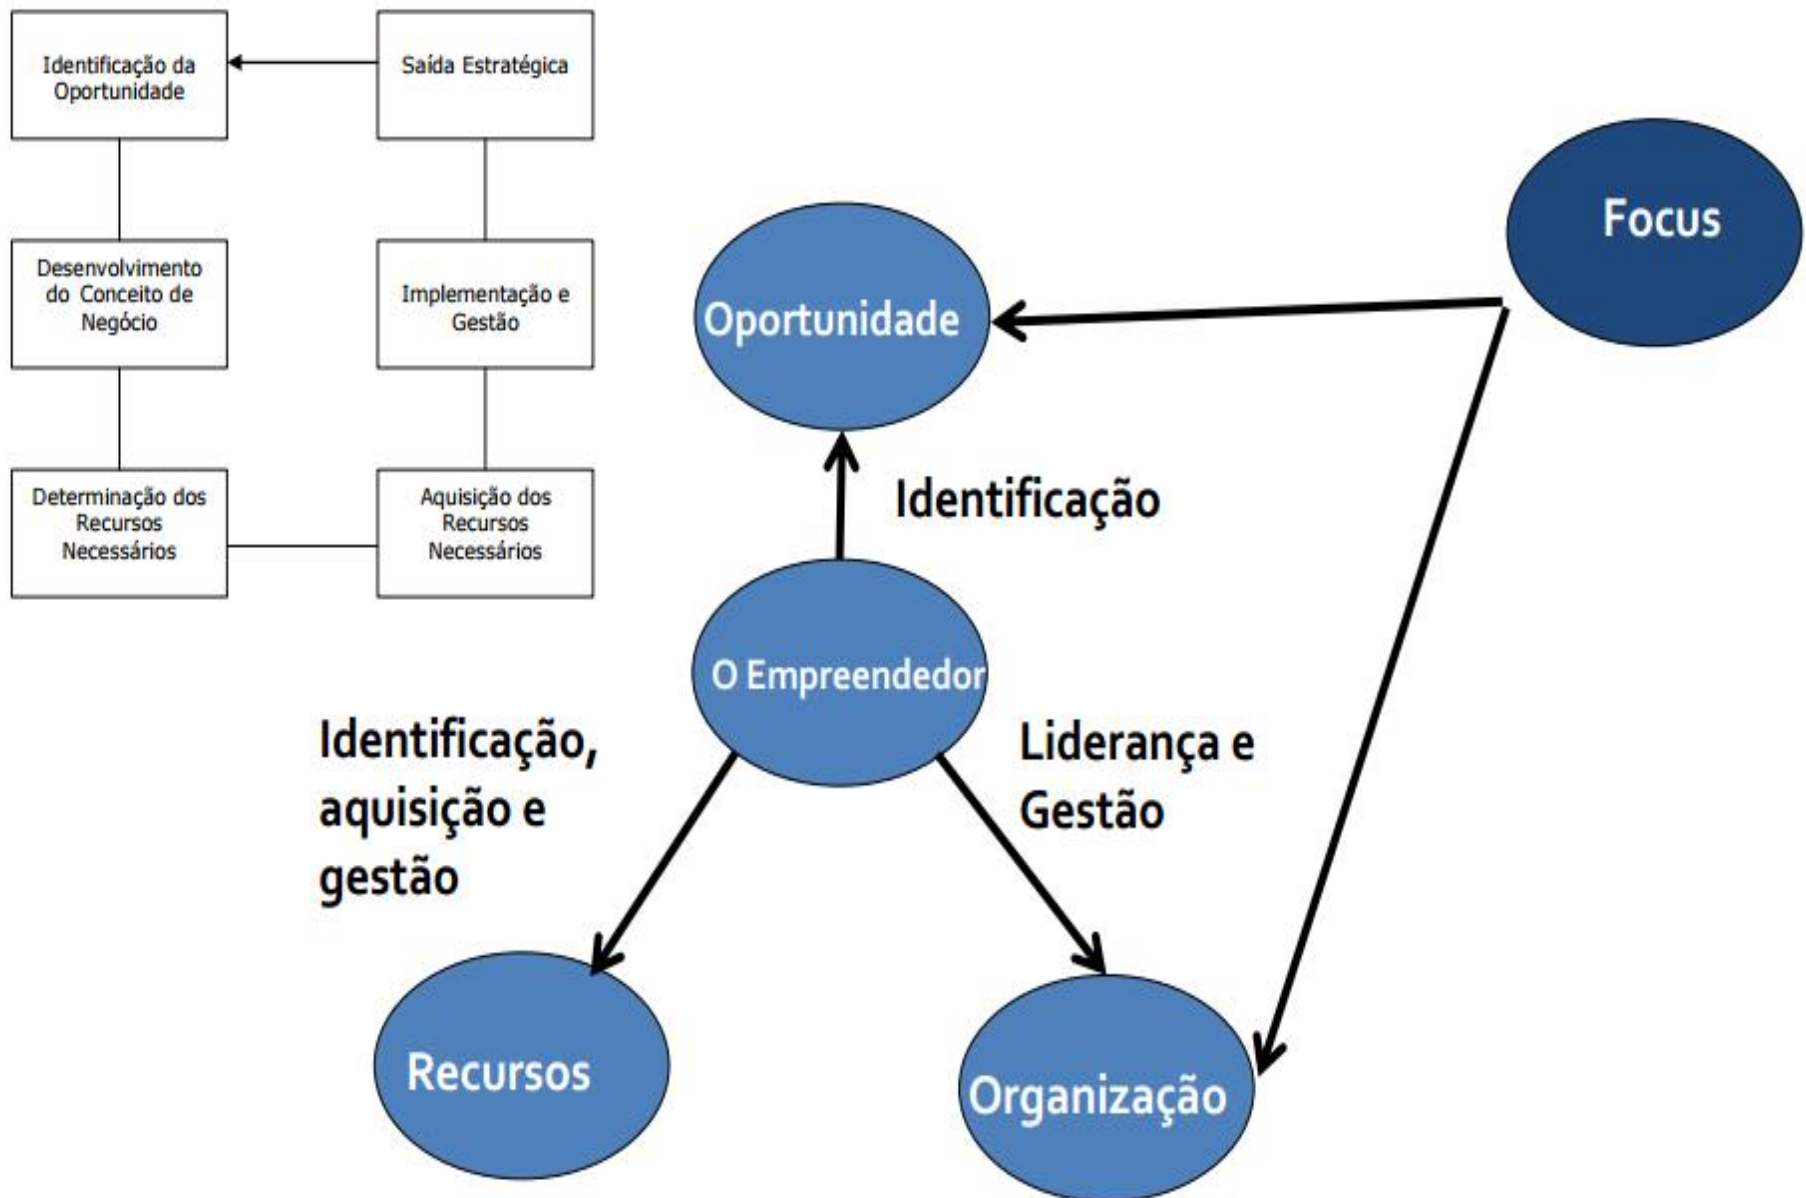 Identificação da
Oportunidade
Saída Estratégica
Desenvolvimento
do Conceito de
Negócio
Implementação e
Gestão
Determinação dos
Recursos
Necessários
Aquisição dos
Recursos
Necessários
Focus
Oportunidade
Identificação
O Empreendedor
Identificação,
aquisição e
gestão
Liderança e
Gestão
Recursos
Organização